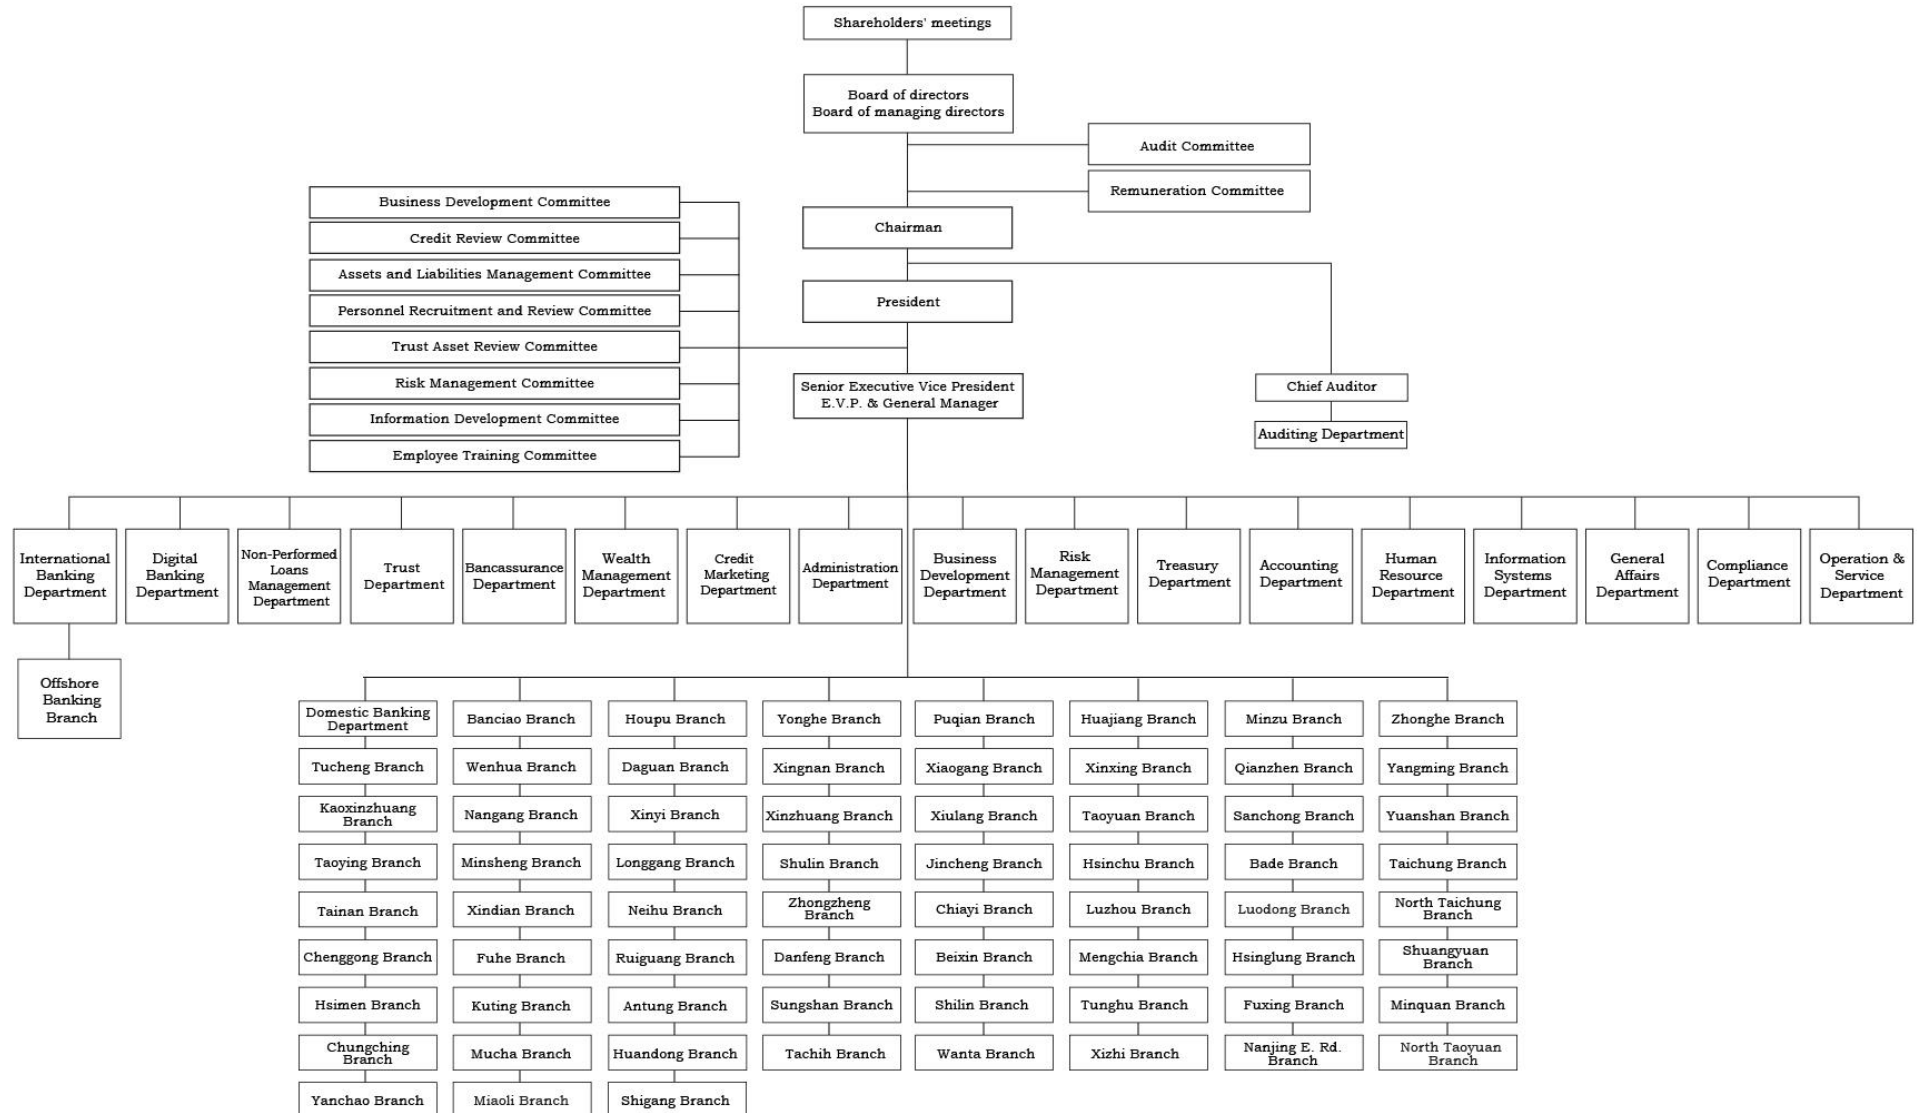 Shareholders' meetings
Board of directors
Board of managing directors
Audit Committee
Remuneration Committee
Business Development Committee
Chairman
Credit Review Committee
Assets and Liabilities Management Committee
President
Personnel Recruitment and Review Committee
Trust Asset Review Committee
Risk Management Committee
Senior Executive Vice President
E.V.P. & General Manager
Chief Auditor
Information Development Committee
Auditing Department
Employee Training Committee
International
Banking
Department
Digital
Banking
Department
Non-Performed
Loans
Management
Department
Trust
Department
Bancassurance
Department
Wealth
Management
Department
Credit
Marketing
Department
Administration
Department
Business
Development
Department
Risk
Management
Department
Treasury
Department
Accounting
Department
Human
Resource
Department
Information
Systems
Department
General
Affairs
Department
Compliance
Department
Operation &
Service
Department
Offshore
Banking
Branch
Domestic Banking
Department
Banciao Branch
Houpu Branch
Yonghe Branch
Puqian Branch
Huajiang Branch
Minzu Branch
Zhonghe Branch
Tucheng Branch
Wenhua Branch
Daguan Branch
Xingnan Branch
Xiaogang Branch
Xinxing Branch
Qianzhen Branch
Yangming Branch
Kaoxinzhuang
Branch
Nangang Branch
Xinyi Branch
Xinzhuang Branch
Xiulang Branch
Taoyuan Branch
Sanchong Branch
Yuanshan Branch
Taoying Branch
Minsheng Branch
Longgang Branch
Shulin Branch
Jincheng Branch
Hsinchu Branch
Bade Branch
Taichung Branch
Tainan Branch
Xindian Branch
Neihu Branch
Zhongzheng
Branch
Chiayi Branch
Luzhou Branch
Luodong Branch
North Taichung
Branch
Chenggong Branch
Fuhe Branch
Ruiguang Branch
Danfeng Branch
Beixin Branch
Mengchia Branch
Hsinglung Branch
Shuangyuan
Branch
Hsimen Branch
Kuting Branch
Antung Branch
Sungshan Branch
Shilin Branch
Tunghu Branch
Fuxing Branch
Minquan Branch
Chungching
Branch
Mucha Branch
Huandong Branch
Tachih Branch
Wanta Branch
Xizhi Branch
Nanjing E. Rd.
Branch
North Taoyuan
Branch
Yanchao Branch
Miaoli Branch
Shigang Branch